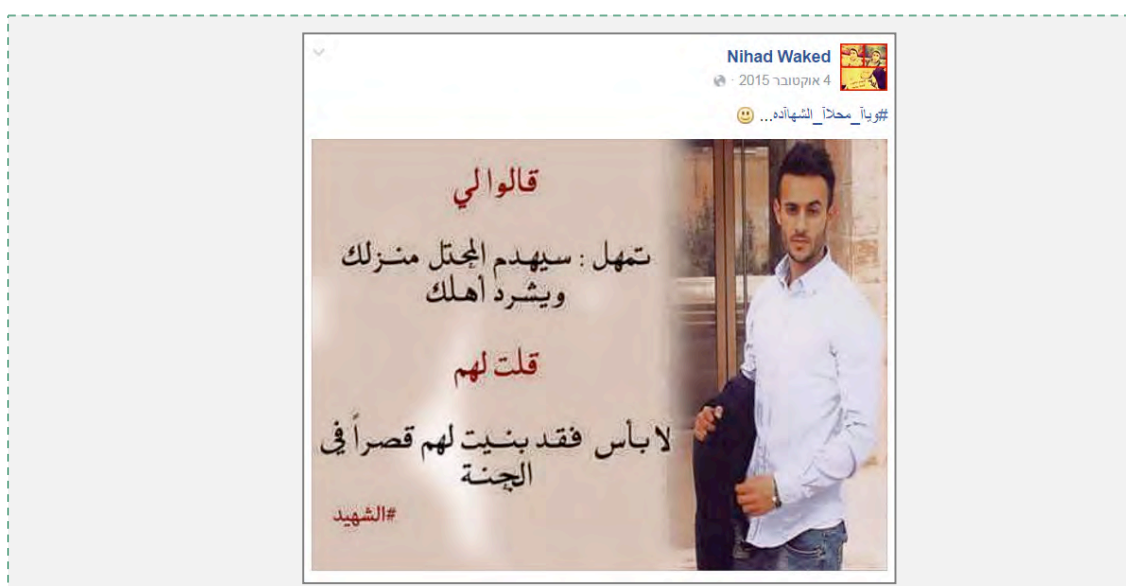 Nihad Waked
4 אוקטובר 2015 ·
#وياآ_محلاآ_الشهاآده...
قالوا لي
تمهل : سيهدم المحتل منزلك
ويشرد أهلك
قلت لهم
لا بأس فقد بنيت لهم قصراً في
الجنة
#الشهيد